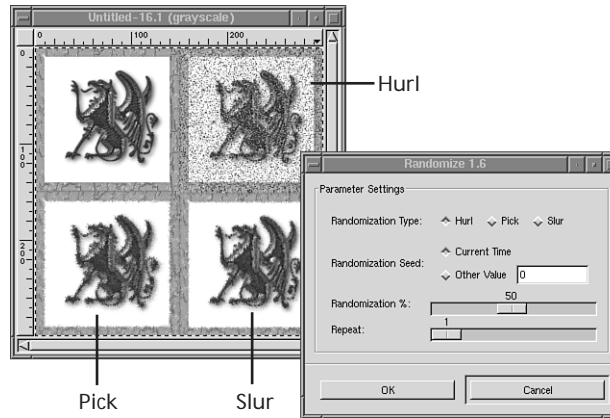 Untitled-16.1 (grayscale)
0 100 200
0
100
200
Hurl
Randomize 1.6
Parameter Settings
Randomization Type: Hurl Pick Slur
Randomization Seed: Current Time
Other Value 0
Randomization %: 50
Repeat: 1
OK Cancel
Pick Slur